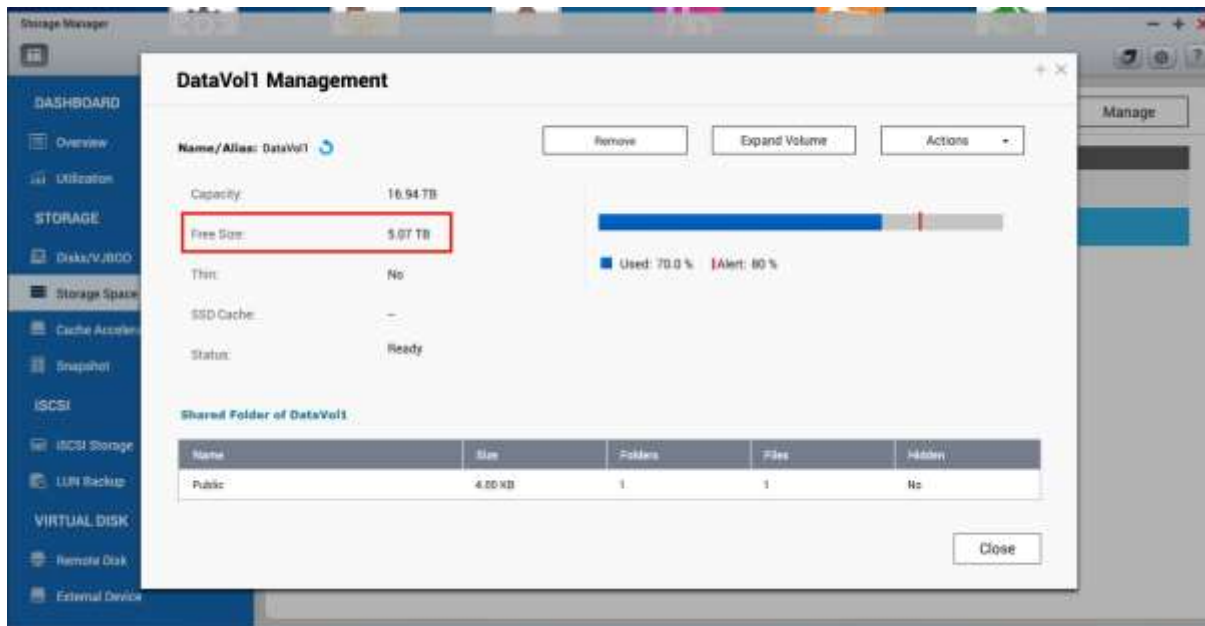 Storage Manager
DASHBOARD
Overview
Utilization
STORAGE
Disks/VJBOD
Storage Space
Cache Acceler
Snapshot
iSCSI
iSCSI Storage
LUN Backup
VIRTUAL DISK
Remote Disk
External Device
Manage
DataVol1 Management
Name/Alias: DataVol1
Remove
Expand Volume
Actions
Capacity: 16.94 TB
Free Size: 5.07 TB
Thin: No
SSD Cache: --
Status: Ready
Used: 70.0 % Alert: 80 %
Shared Folder of DataVol1
Name Size Folders Files Hidden
Public 4.00 KB 1 1 No
Close